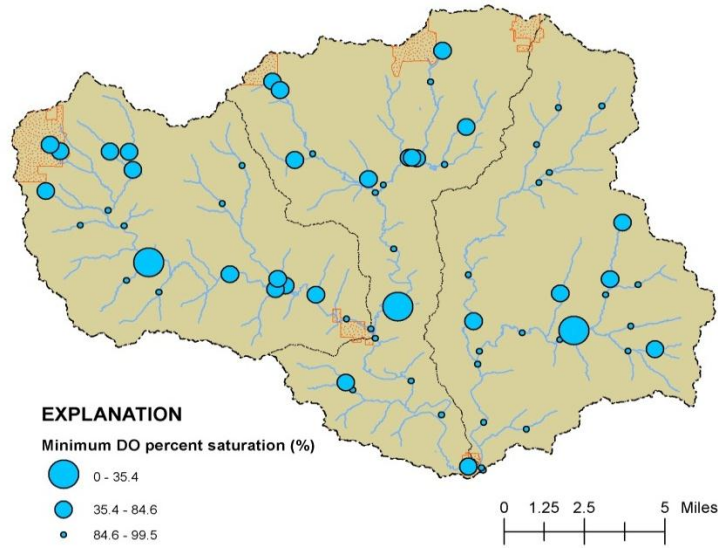 EXPLANATION
Minimum DO percent saturation (%)
0 - 35.4
35.4 - 84.6
84.6 - 99.5
0 1.25 2.5 5 Miles